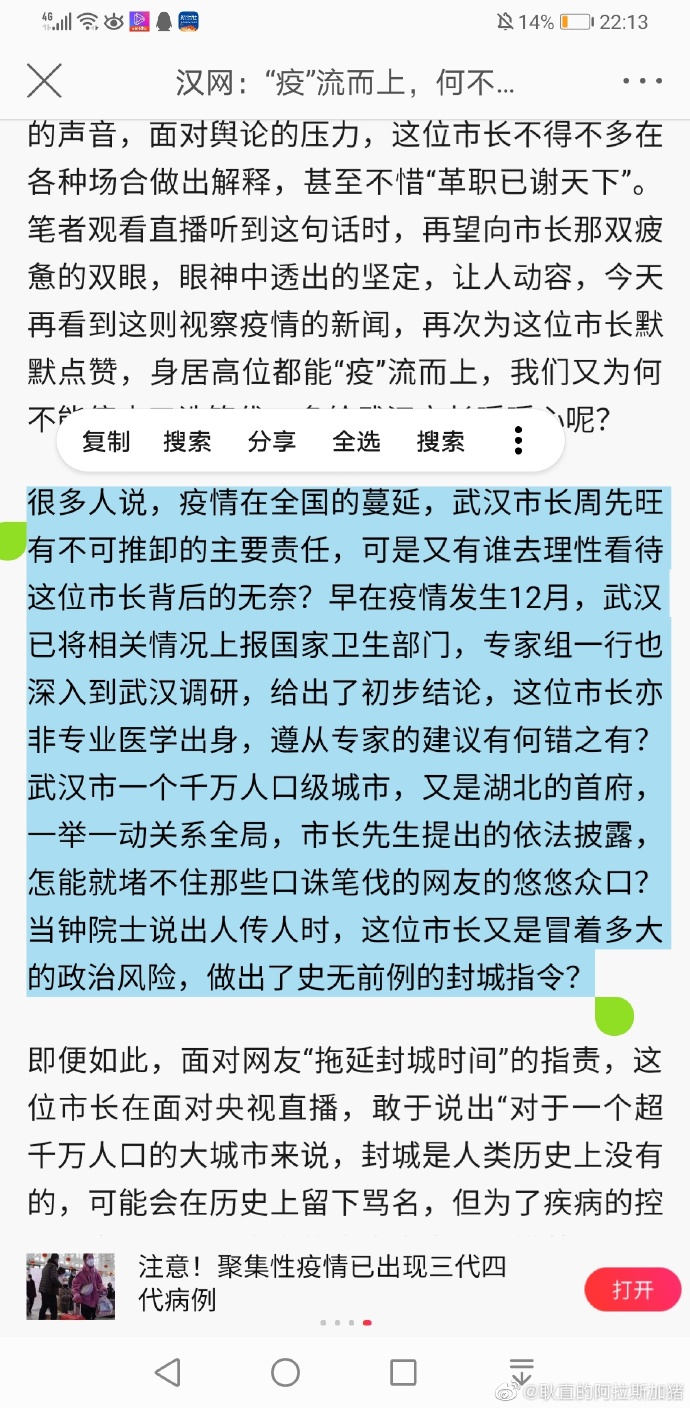 4G 14% 22:13
汉网：“疫”流而上，何不...
的声音，面对舆论的压力，这位市长不得不多在
各种场合做出解释，甚至不惜“革职已谢天下”。
笔者观看直播听到这句话时，再望向市长那双疲
惫的双眼，眼神中透出的坚定，让人动容，今天
再看到这则视察疫情的新闻，再次为这位市长默
默点赞，身居高位都能“疫”流而上，我们又为何
呢？
复制 搜索 分享 全选 搜索
很多人说，疫情在全国的蔓延，武汉市长周先旺
有不可推卸的主要责任，可是又有谁去理性看待
这位市长背后的无奈？早在疫情发生12月，武汉
已将相关情况上报国家卫生部门，专家组一行也
深入到武汉调研，给出了初步结论，这位市长亦
非专业医学出身，遵从专家的建议有何错之有？
武汉市一个千万人口级城市，又是湖北的首府，
一举一动关系全局，市长先生提出的依法披露，
怎能就堵不住那些口诛笔伐的网友的悠悠众口？
当钟院士说出人传人时，这位市长又是冒着多大
的政治风险，做出了史无前例的封城指令？
即便如此，面对网友“拖延封城时间”的指责，这
位市长在面对央视直播，敢于说出“对于一个超
千万人口的大城市来说，封城是人类历史上没有
的，可能会在历史上留下骂名，但为了疾病的控
注意！聚集性疫情已出现三代四
代病例
打开
@耿直的阿拉斯加猪